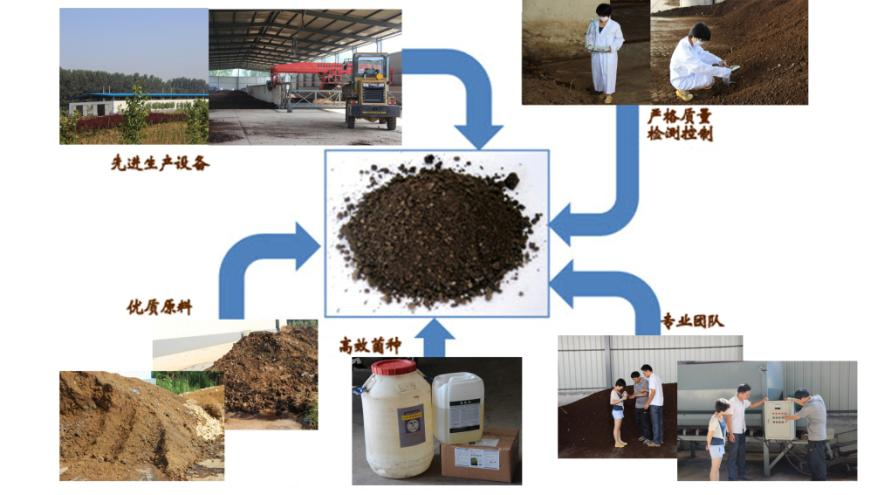 先进生产设备
严格质量
检测控制
优质原料
高效菌种
专业团队